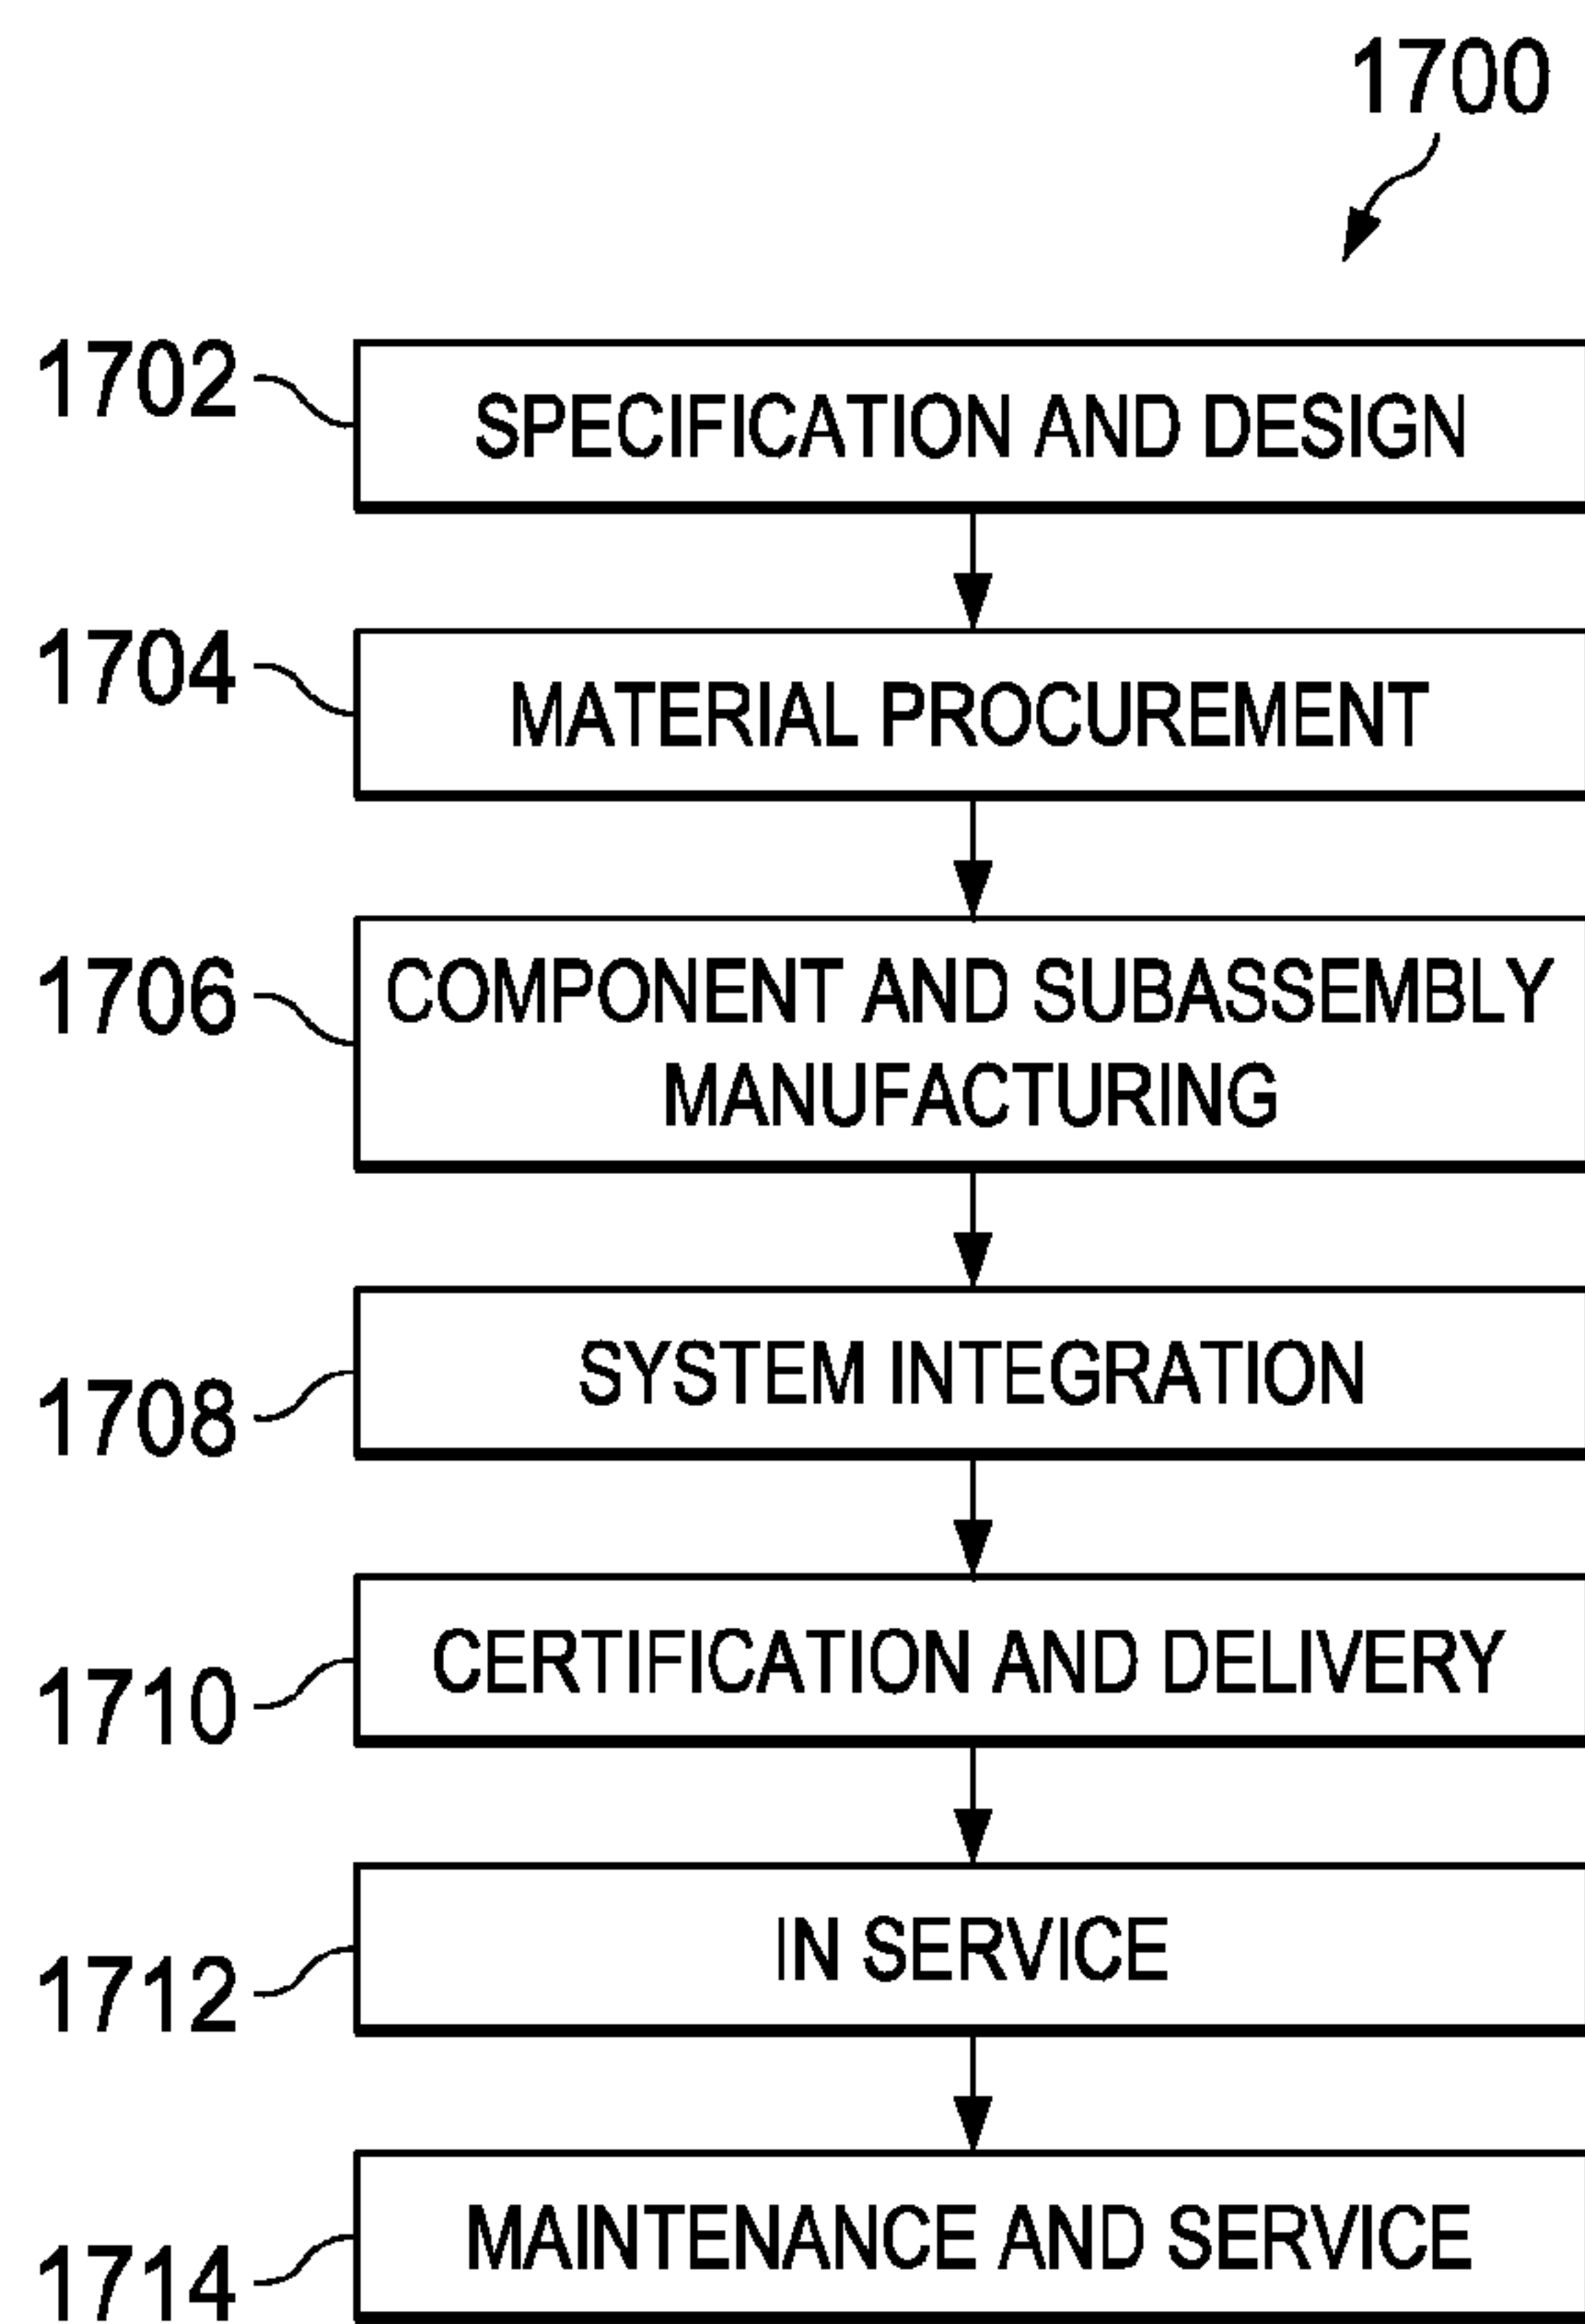 1700
1702
SPECIFICATION AND DESIGN
1704
MATERIAL PROCUREMENT
1706
COMPONENT AND SUBASSEMBLY
MANUFACTURING
1708
SYSTEM INTEGRATION
1710
CERTIFICATION AND DELIVERY
1712
IN SERVICE
1714
MAINTENANCE AND SERVICE